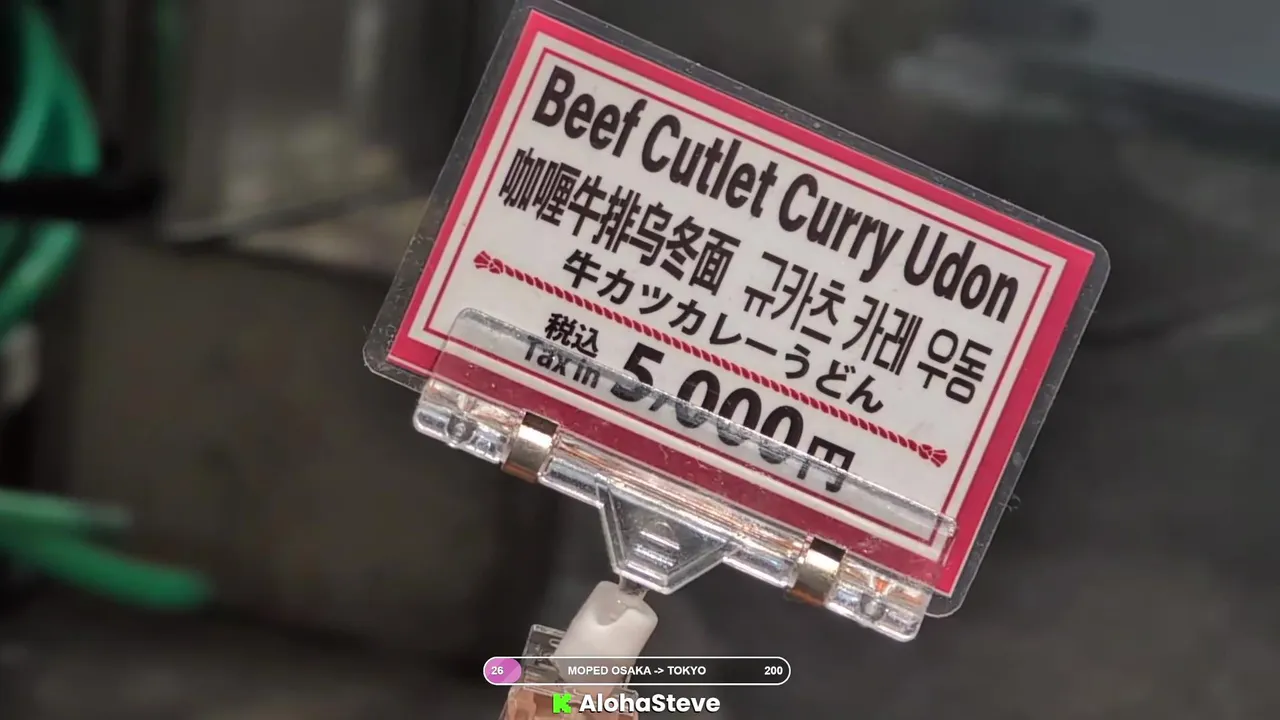 Beef Cutlet Curry Udon
咖喱牛排乌冬面 규카츠 카레 우동
牛カツカレーうどん
税込
Tax in 5,000円
26 MOPED OSAKA -> TOKYO 200
AlohaSteve